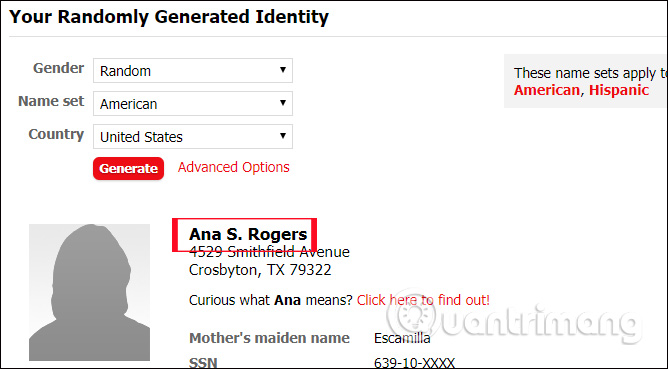 Your Randomly Generated Identity
Gender Random
Name set American
Country United States
Generate Advanced Options
These name sets apply to
American, Hispanic
Ana S. Rogers
4529 Smithfield Avenue
Crosbyton, TX 79322
Curious what Ana means? Click here to find out!
Mother's maiden name Escamilla
SSN 639-10-XXXX
Quantrimang